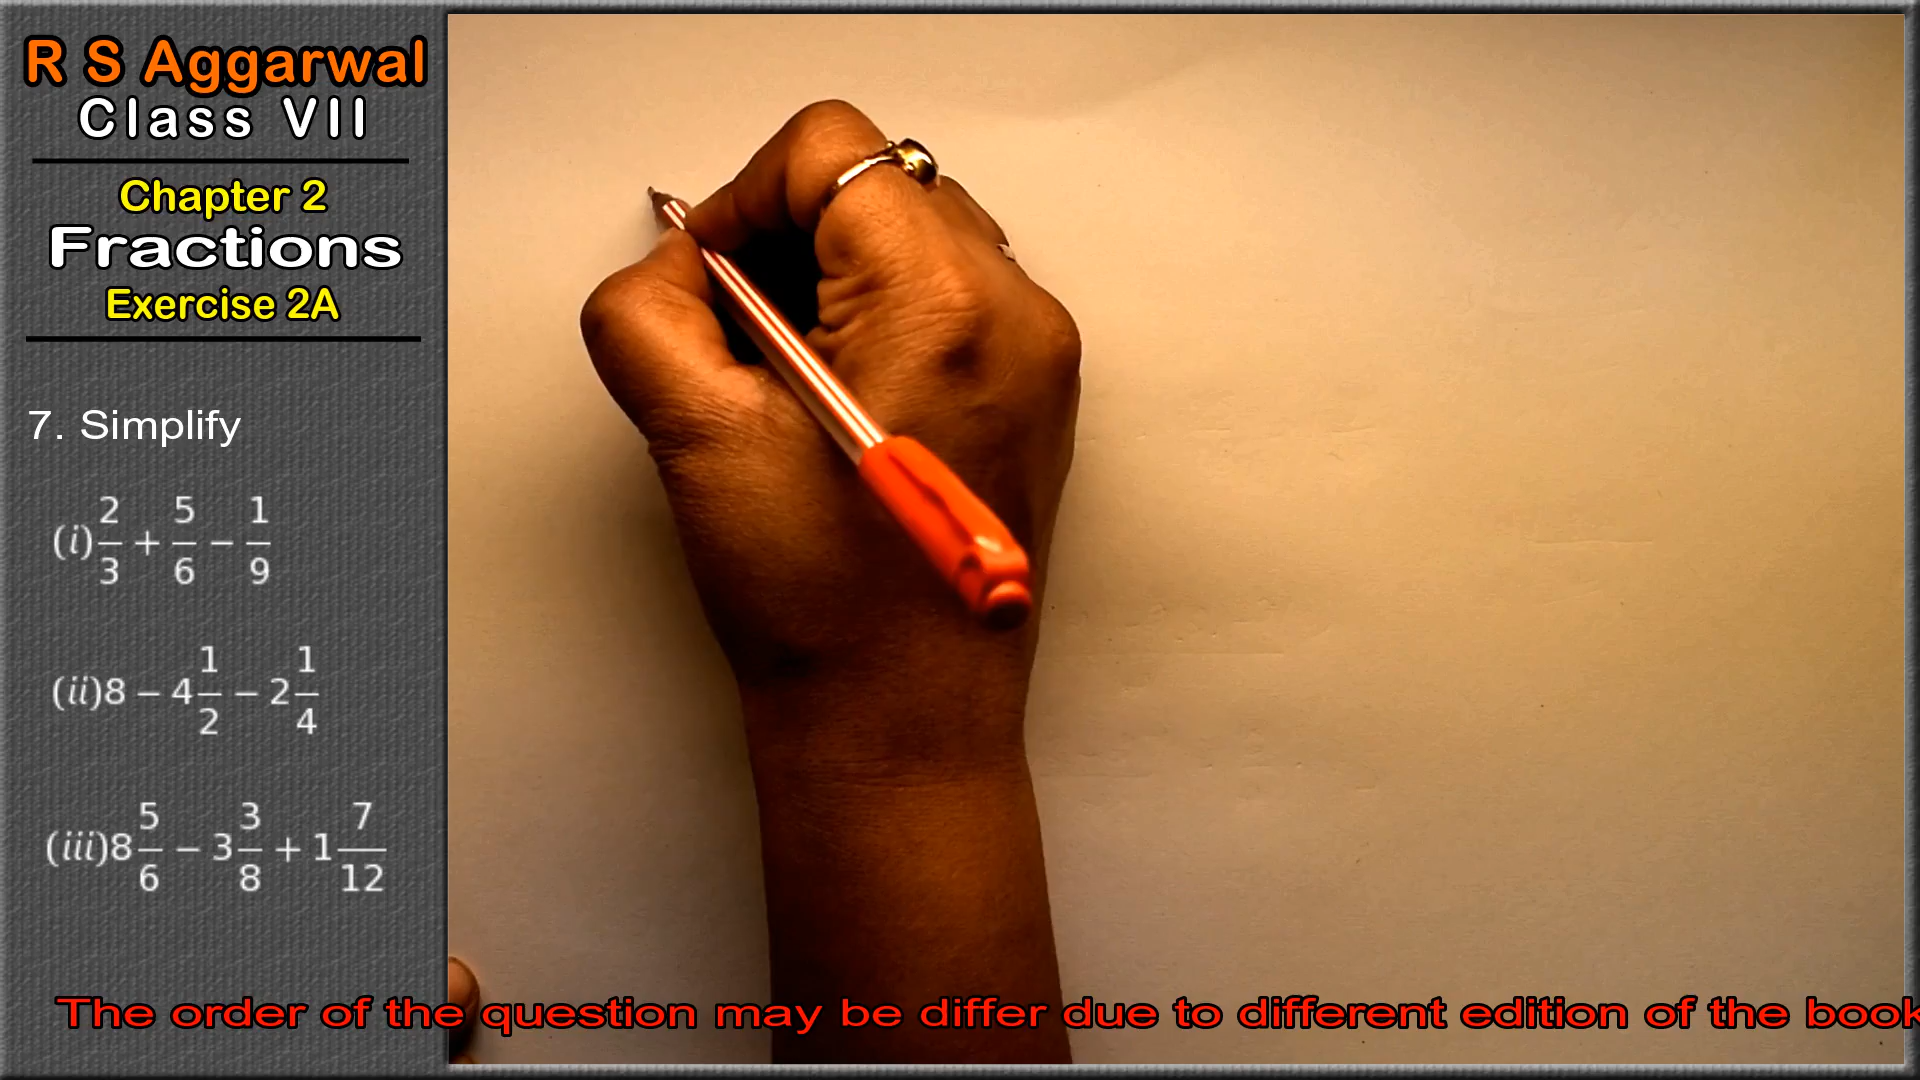 R S Aggarwal
Class VII
Chapter 2
Fractions
Exercise 2A
7. Simplify
(i) 2/3 + 5/6 − 1/9
(ii) 8 − 4 1/2 − 2 1/4
(iii) 8 5/6 − 3 3/8 + 1 7/12
The order of the question may be differ due to different edition of the book